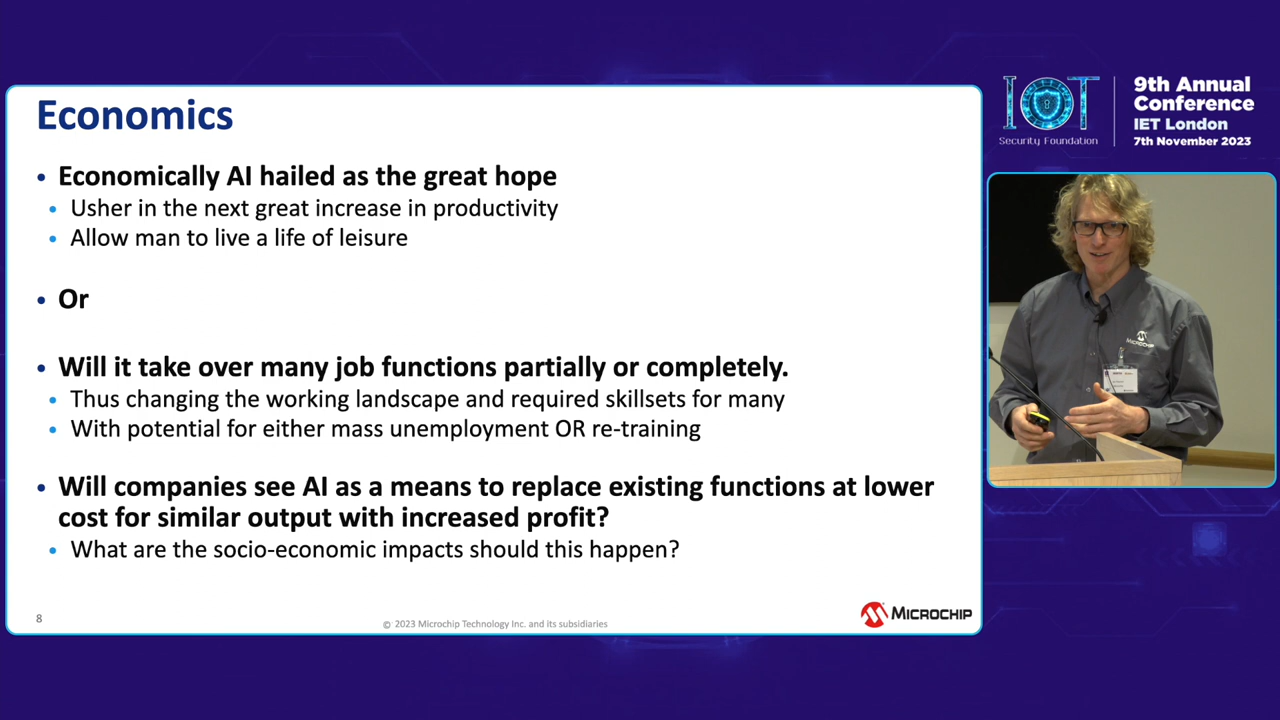 Economics
• Economically AI hailed as the great hope
• Usher in the next great increase in productivity
• Allow man to live a life of leisure
• Or
• Will it take over many job functions partially or completely.
• Thus changing the working landscape and required skillsets for many
• With potential for either mass unemployment OR re-training
• Will companies see AI as a means to replace existing functions at lower
cost for similar output with increased profit?
• What are the socio-economic impacts should this happen?
8
© 2023 Microchip Technology Inc. and its subsidiaries
MICROCHIP
IOT
Security Foundation
9th Annual
Conference
IET London
7th November 2023
MICROCHIP